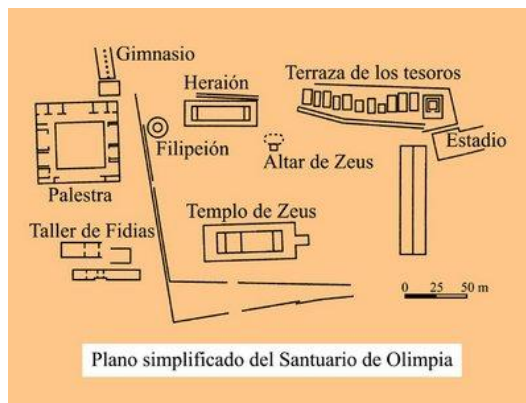 Gimnasio
Heraión
Terraza de los tesoros
Filipeión
Altar de Zeus
Estadio
Palestra
Templo de Zeus
Taller de Fidias
0 25 50 m
Plano simplificado del Santuario de Olimpia